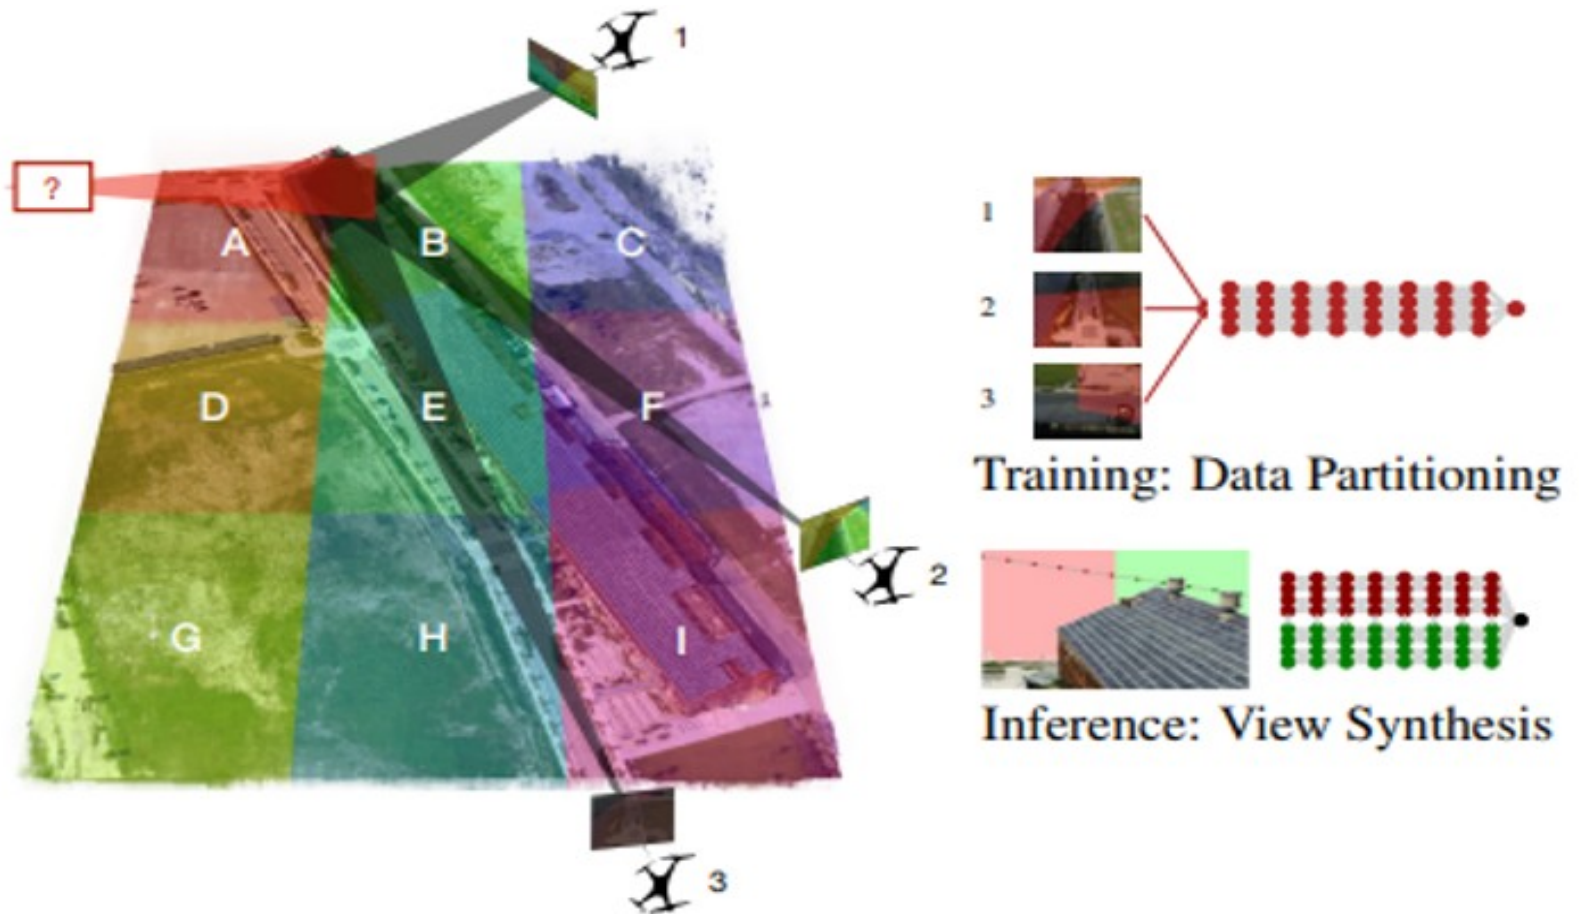 1
?
A B C
D E F
G H I
2
3
1
2
3
Training: Data Partitioning
Inference: View Synthesis